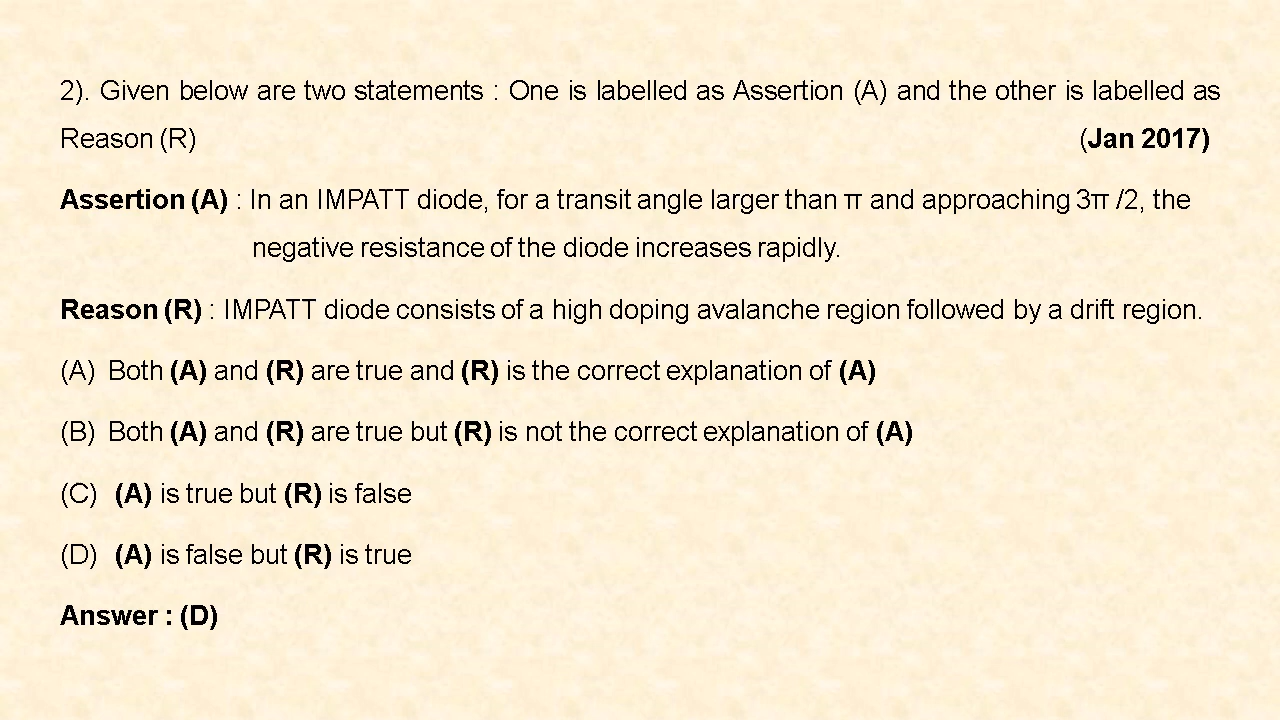 2). Given below are two statements : One is labelled as Assertion (A) and the other is labelled as
Reason (R) (Jan 2017)
Assertion (A) : In an IMPATT diode, for a transit angle larger than π and approaching 3π /2, the
negative resistance of the diode increases rapidly.
Reason (R) : IMPATT diode consists of a high doping avalanche region followed by a drift region.
(A) Both (A) and (R) are true and (R) is the correct explanation of (A)
(B) Both (A) and (R) are true but (R) is not the correct explanation of (A)
(C) (A) is true but (R) is false
(D) (A) is false but (R) is true
Answer : (D)